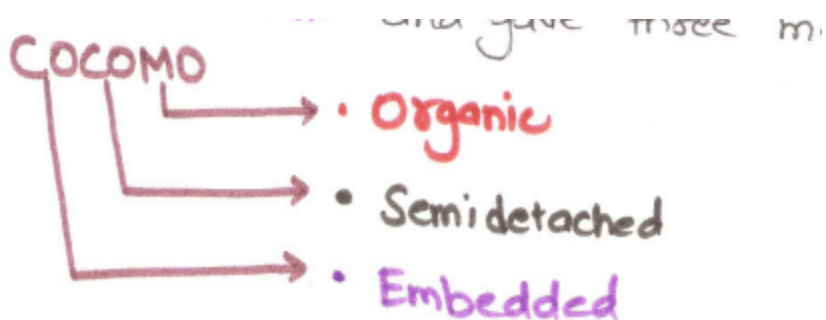 and gave three
COCOMO
• Organic
• Semidetached
• Embedded